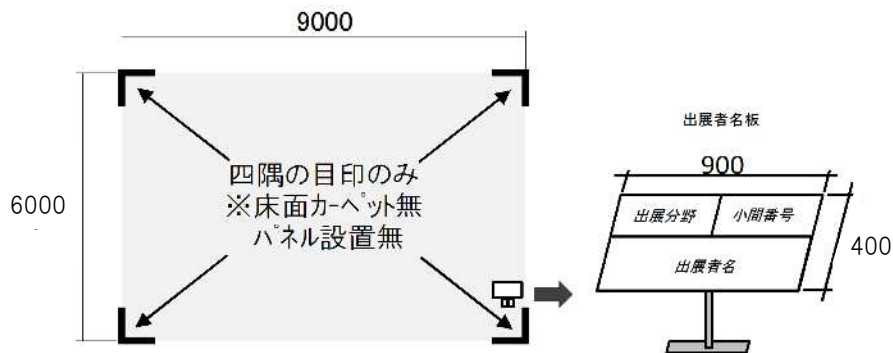 9000
6000
四隅の目印のみ
※床面カーペット無
パネル設置無
出展者名板
900
400
出展分野
小間番号
出展者名